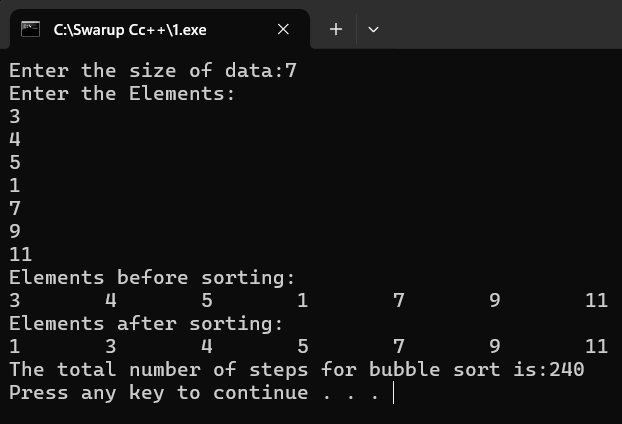 C:\Swarup Cc++\1.exe
Enter the size of data:7
Enter the Elements:
3
4
5
1
7
9
11
Elements before sorting:
3 4 5 1 7 9 11
Elements after sorting:
1 3 4 5 7 9 11
The total number of steps for bubble sort is:240
Press any key to continue . . .